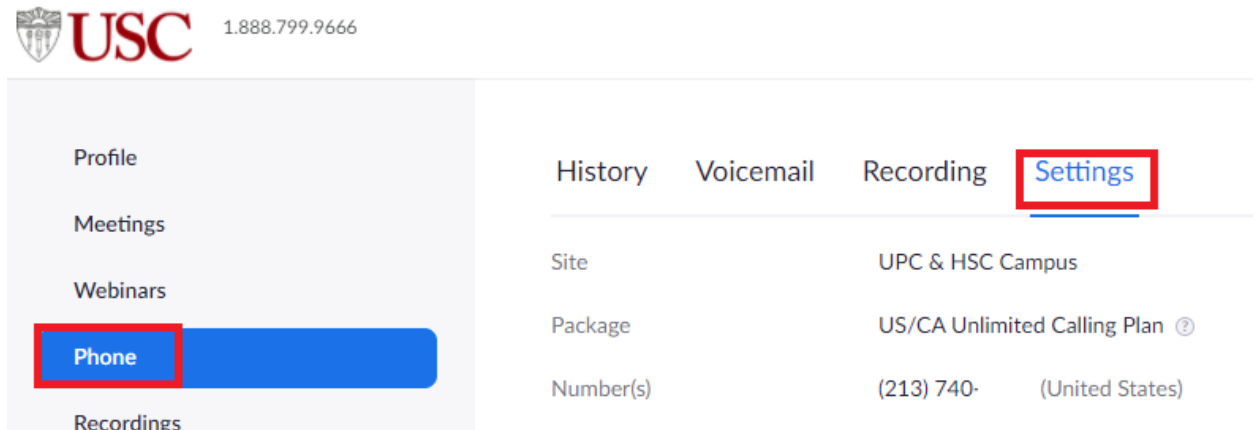 USC 1.888.799.9666
Profile
Meetings
Webinars
Phone
Recordings
History Voicemail Recording Settings
Site UPC & HSC Campus
Package US/CA Unlimited Calling Plan ?
Number(s) (213) 740- (United States)